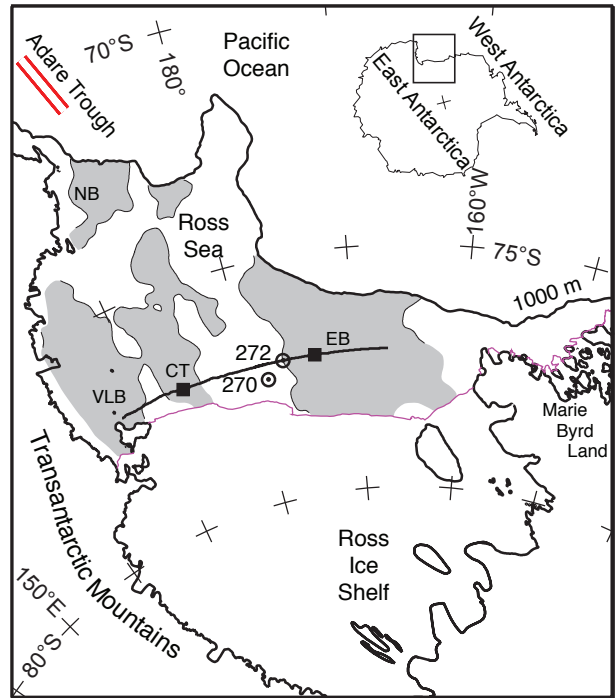 70°S
180°
Adare Trough
Pacific
Ocean
West Antarctica
East Antarctica
160°W
75°S
NB
Ross
Sea
1000 m
EB
272
CT
270
VLB
Marie
Byrd
Land
Transantarctic Mountains
Ross
Ice
Shelf
150°E
80°S